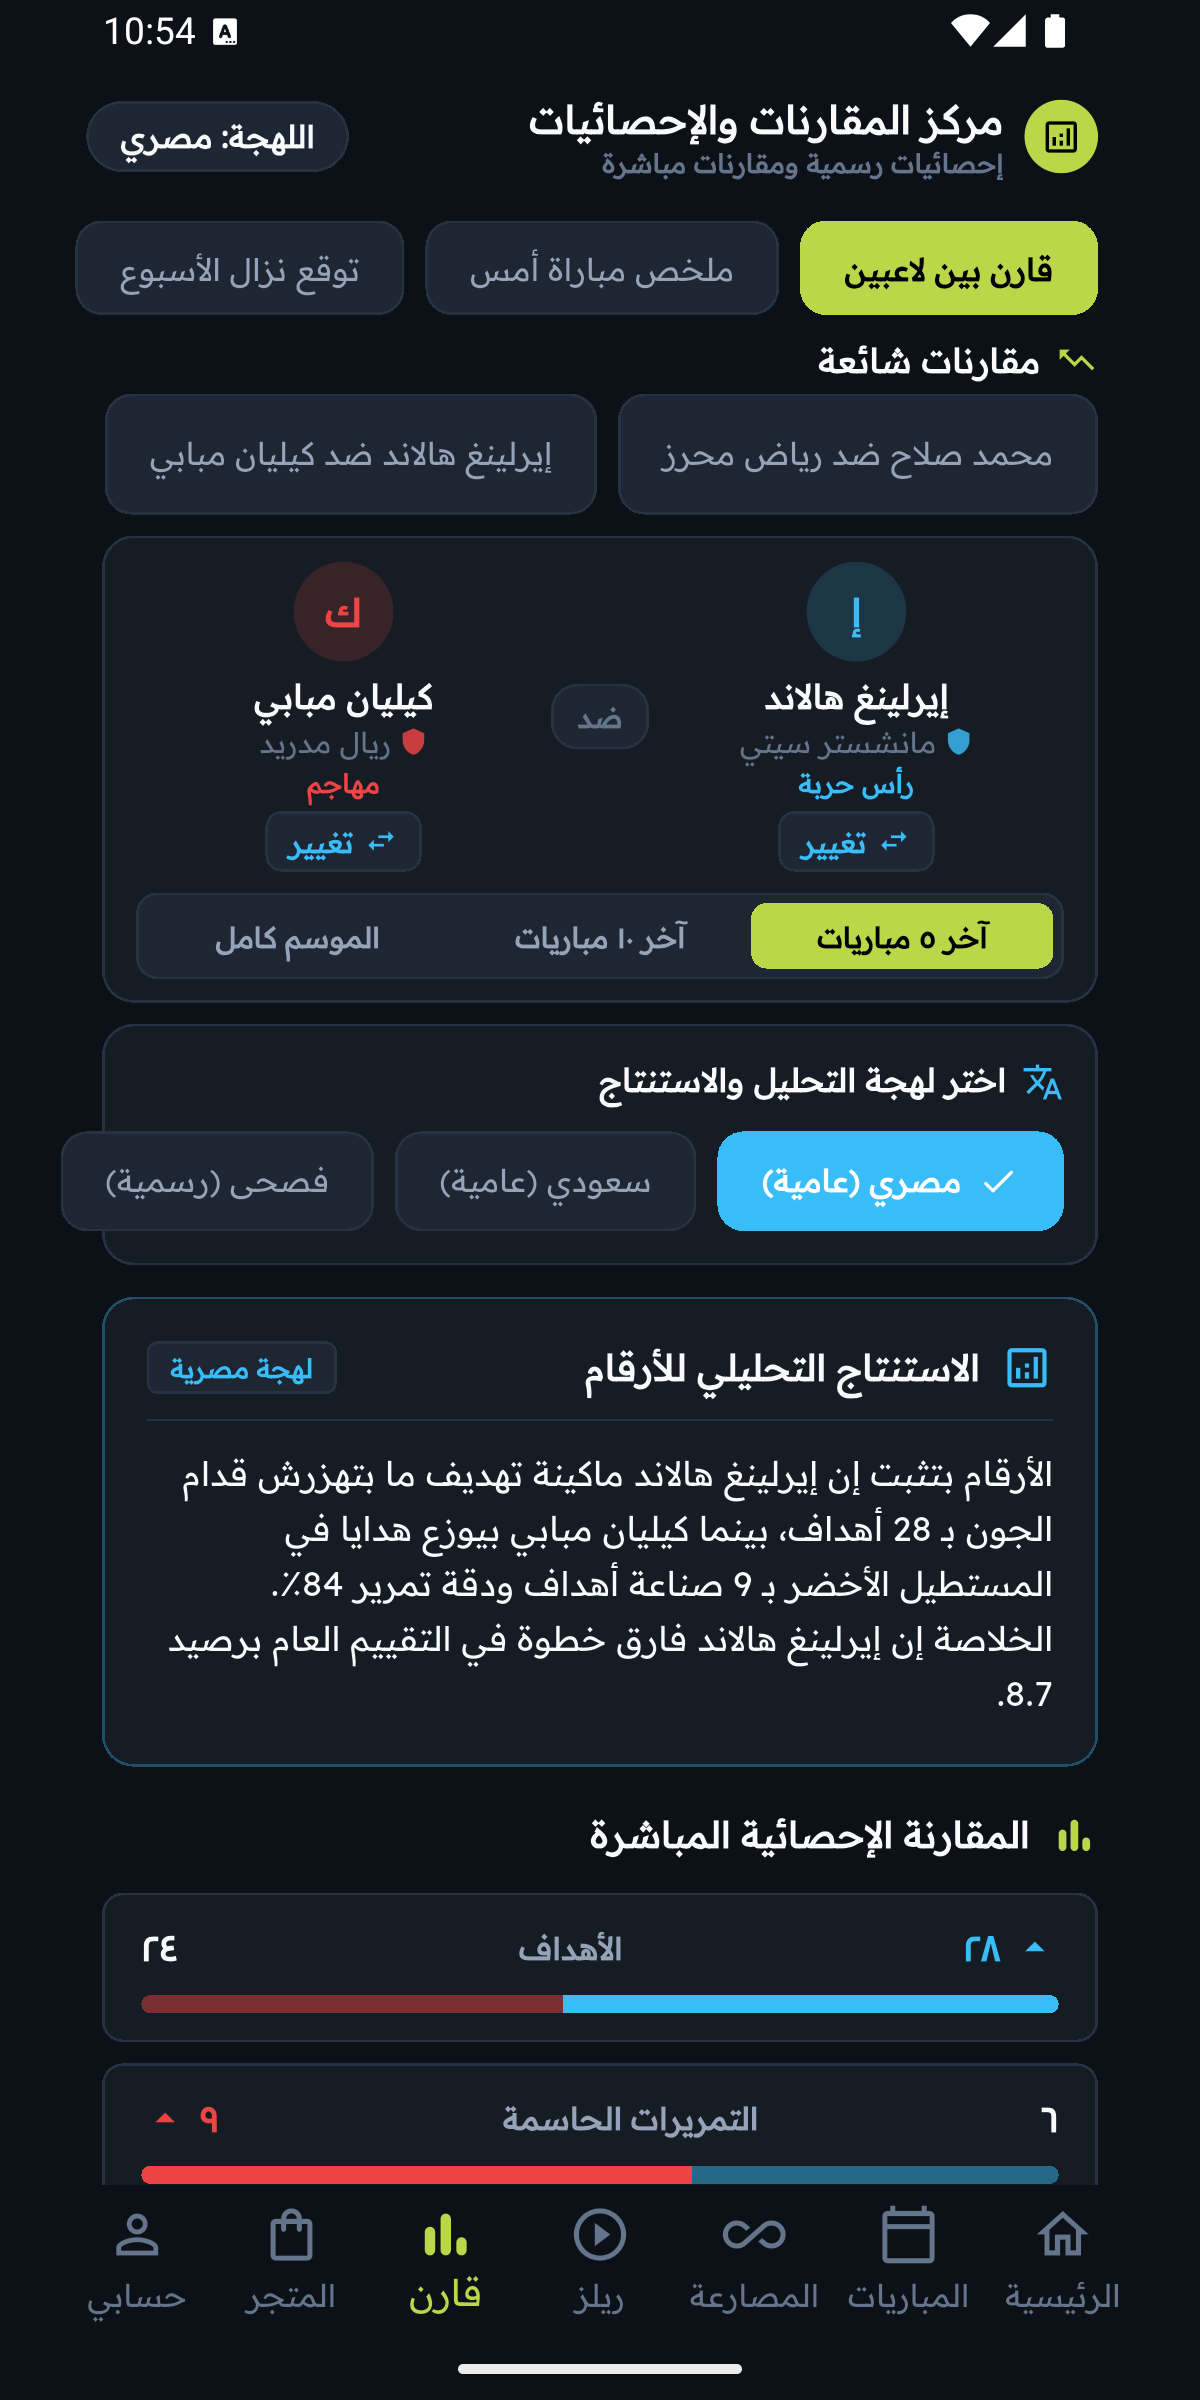 10:54
مركز المقارنات والإحصائيات
إحصائيات رسمية ومقارنات مباشرة
اللهجة: مصري
قارن بين لاعبين
ملخص مباراة أمس
توقع نزال الأسبوع
مقارنات شائعة
محمد صلاح ضد رياض محرز
إيرلينغ هالاند ضد كيليان مبابي
إ
ك
إيرلينغ هالاند
ضد
كيليان مبابي
مانشستر سيتي
ريال مدريد
رأس حربة
مهاجم
تغيير
تغيير
آخر ٥ مباريات
آخر ١٠ مباريات
الموسم كامل
اختر لهجة التحليل والاستنتاج
مصري (عامية)
سعودي (عامية)
فصحى (رسمية)
الاستنتاج التحليلي للأرقام
لهجة مصرية
الأرقام بتثبت إن إيرلينغ هالاند ماكينة تهديف ما بتهزرش قدام
الجون بـ 28 أهداف، بينما كيليان مبابي بيوزع هدايا في
المستطيل الأخضر بـ 9 صناعة أهداف ودقة تمرير 84٪.
الخلاصة إن إيرلينغ هالاند فارق خطوة في التقييم العام برصيد
8.7.
المقارنة الإحصائية المباشرة
٢٨
الأهداف
٢٤
٦
التمريرات الحاسمة
٩
الرئيسية
المباريات
المصارعة
ريلز
قارن
المتجر
حسابي